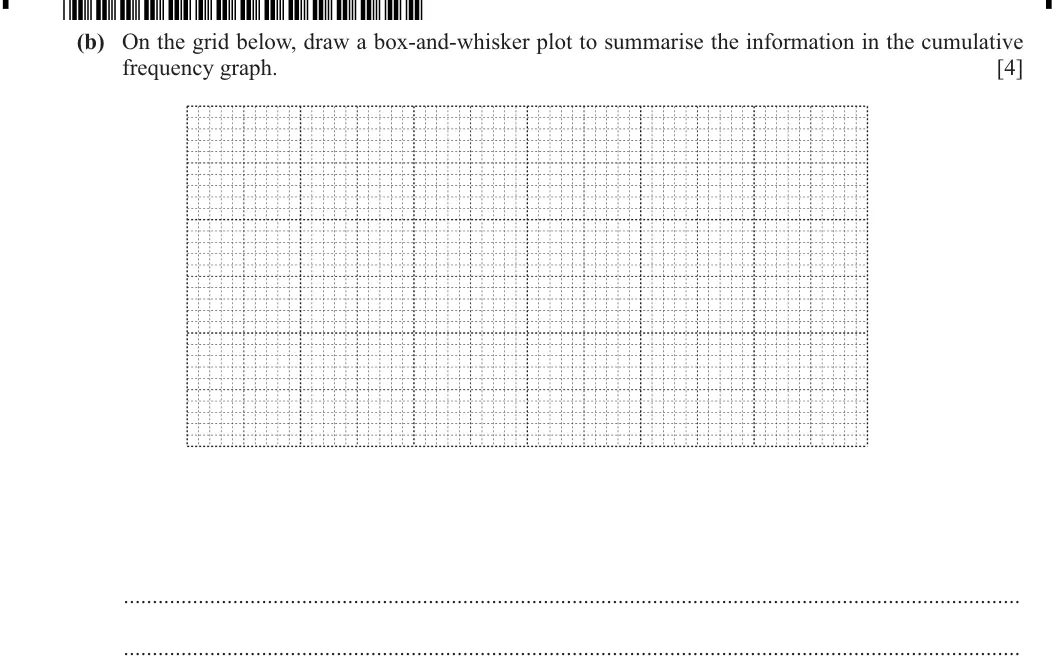 (b) On the grid below, draw a box-and-whisker plot to summarise the information in the cumulative
frequency graph. [4]